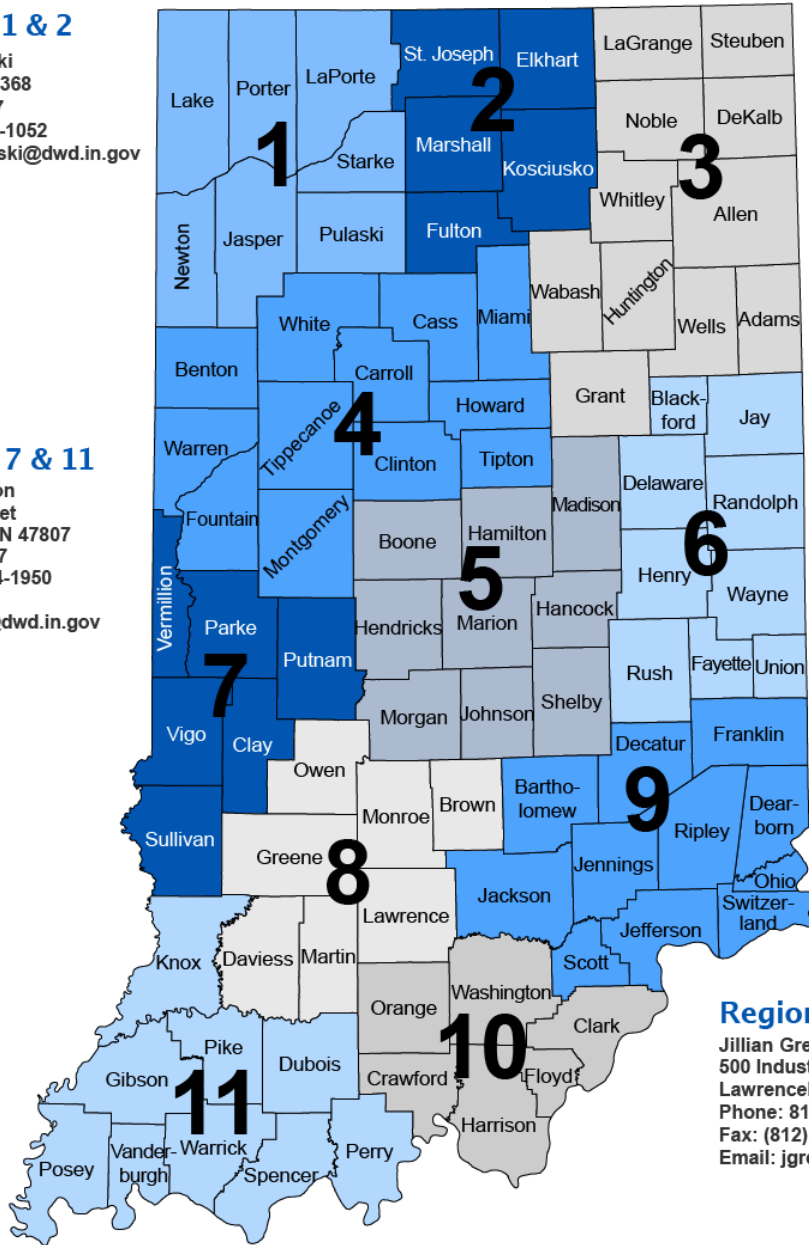 1 & 2
ki
368
7
-1052
ski@dwd.in.gov
7 & 11
on
et
N 47807
7
4-1950
@dwd.in.gov
Lake
Porter
LaPorte
Starke
Newton
Jasper
Pulaski
1
St. Joseph
Elkhart
Marshall
Kosciusko
Fulton
2
LaGrange
Steuben
Noble
DeKalb
Whitley
Allen
Wabash
Huntington
Wells
Adams
Grant
3
White
Cass
Miami
Benton
Carroll
Howard
Warren
Tippecanoe
Clinton
Tipton
Fountain
Montgomery
4
Madison
Boone
Hamilton
Hendricks
Marion
Hancock
Morgan
Johnson
Shelby
5
Black-
ford
Jay
Delaware
Randolph
Henry
Wayne
Rush
Fayette
Union
6
Vermillion
Parke
Putnam
Vigo
Clay
Sullivan
7
Owen
Monroe
Brown
Greene
Lawrence
Daviess
Martin
8
Decatur
Franklin
Bartho-
lomew
Ripley
Dear-
born
Jennings
Ohio
Jackson
Switzer-
land
Jefferson
Scott
9
Orange
Washington
Clark
Crawford
Floyd
Harrison
10
Knox
Pike
Gibson
Dubois
Posey
Vander-
burgh
Warrick
Spencer
Perry
11
Region
Jillian Gre
500 Indust
Lawrencel
Phone: 81
Fax: (812)
Email: jgre